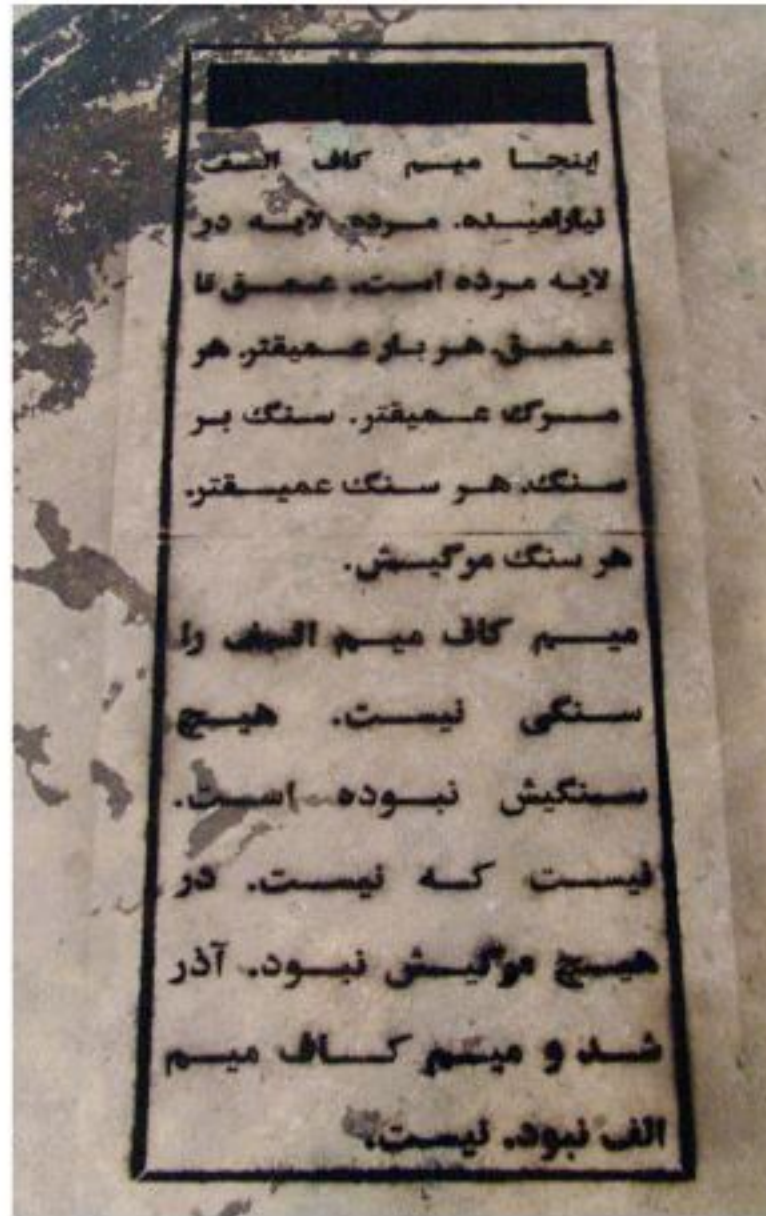 اینجا میم کاف الف
نیارامیده. مرده. لایه در
لایه مرده است. عمق تا
عمق. هر بار عمیقتر. هر
مرگ عمیقتر. سنگ بر
سنگ. هر سنگ عمیقتر.
هر سنگ مرگیش.
میم کاف میم الف را
سنگی نیست. هیچ
سنگیش نبوده است.
نیست که نیست. در
هیچ مرگیش نبود. آذر
شد و میم کاف میم
الف نبود. نیست.